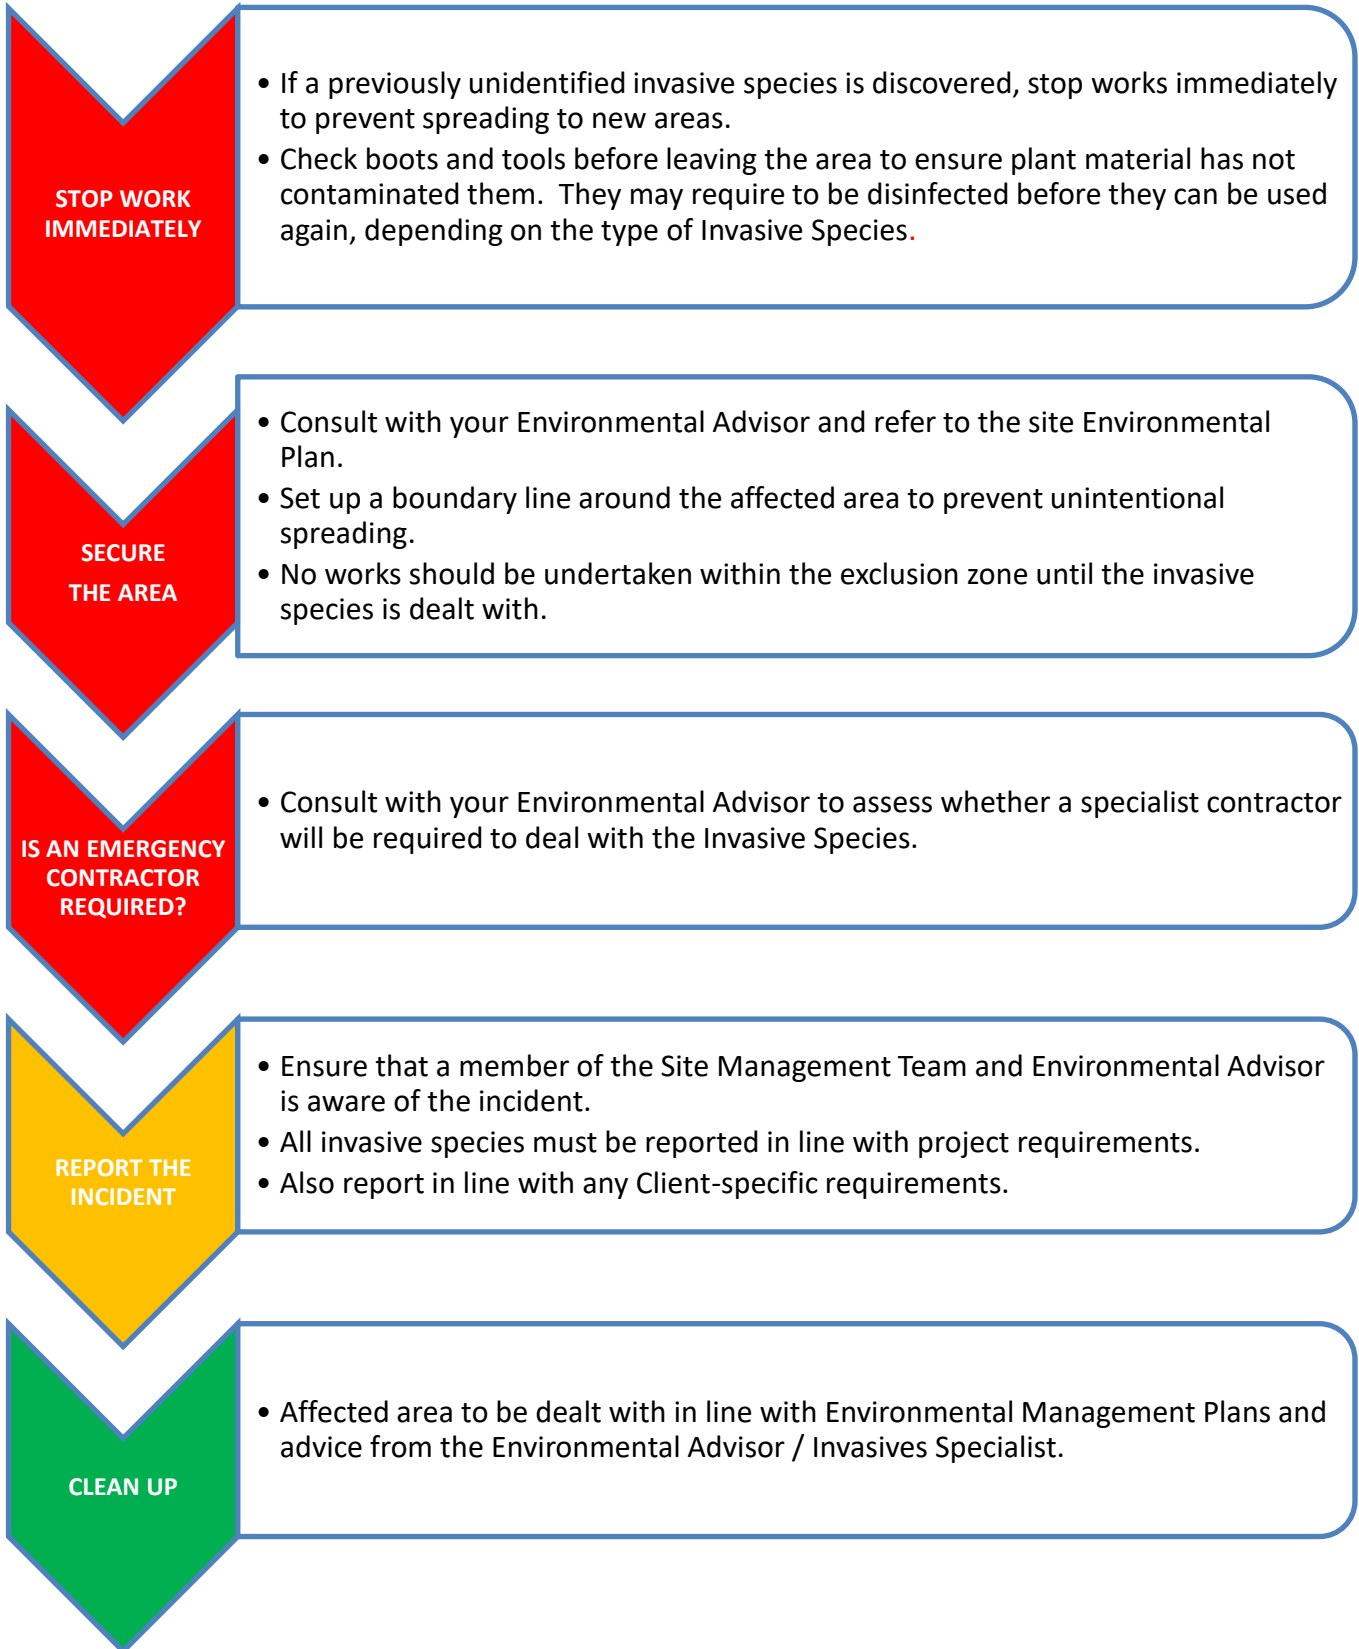 STOP WORK
IMMEDIATELY
• If a previously unidentified invasive species is discovered, stop works immediately
to prevent spreading to new areas.
• Check boots and tools before leaving the area to ensure plant material has not
contaminated them.  They may require to be disinfected before they can be used
again, depending on the type of Invasive Species.
SECURE
THE AREA
• Consult with your Environmental Advisor and refer to the site Environmental
Plan.
• Set up a boundary line around the affected area to prevent unintentional
spreading.
• No works should be undertaken within the exclusion zone until the invasive
species is dealt with.
IS AN EMERGENCY
CONTRACTOR
REQUIRED?
• Consult with your Environmental Advisor to assess whether a specialist contractor
will be required to deal with the Invasive Species.
REPORT THE
INCIDENT
• Ensure that a member of the Site Management Team and Environmental Advisor
is aware of the incident.
• All invasive species must be reported in line with project requirements.
• Also report in line with any Client-specific requirements.
CLEAN UP
• Affected area to be dealt with in line with Environmental Management Plans and
advice from the Environmental Advisor / Invasives Specialist.